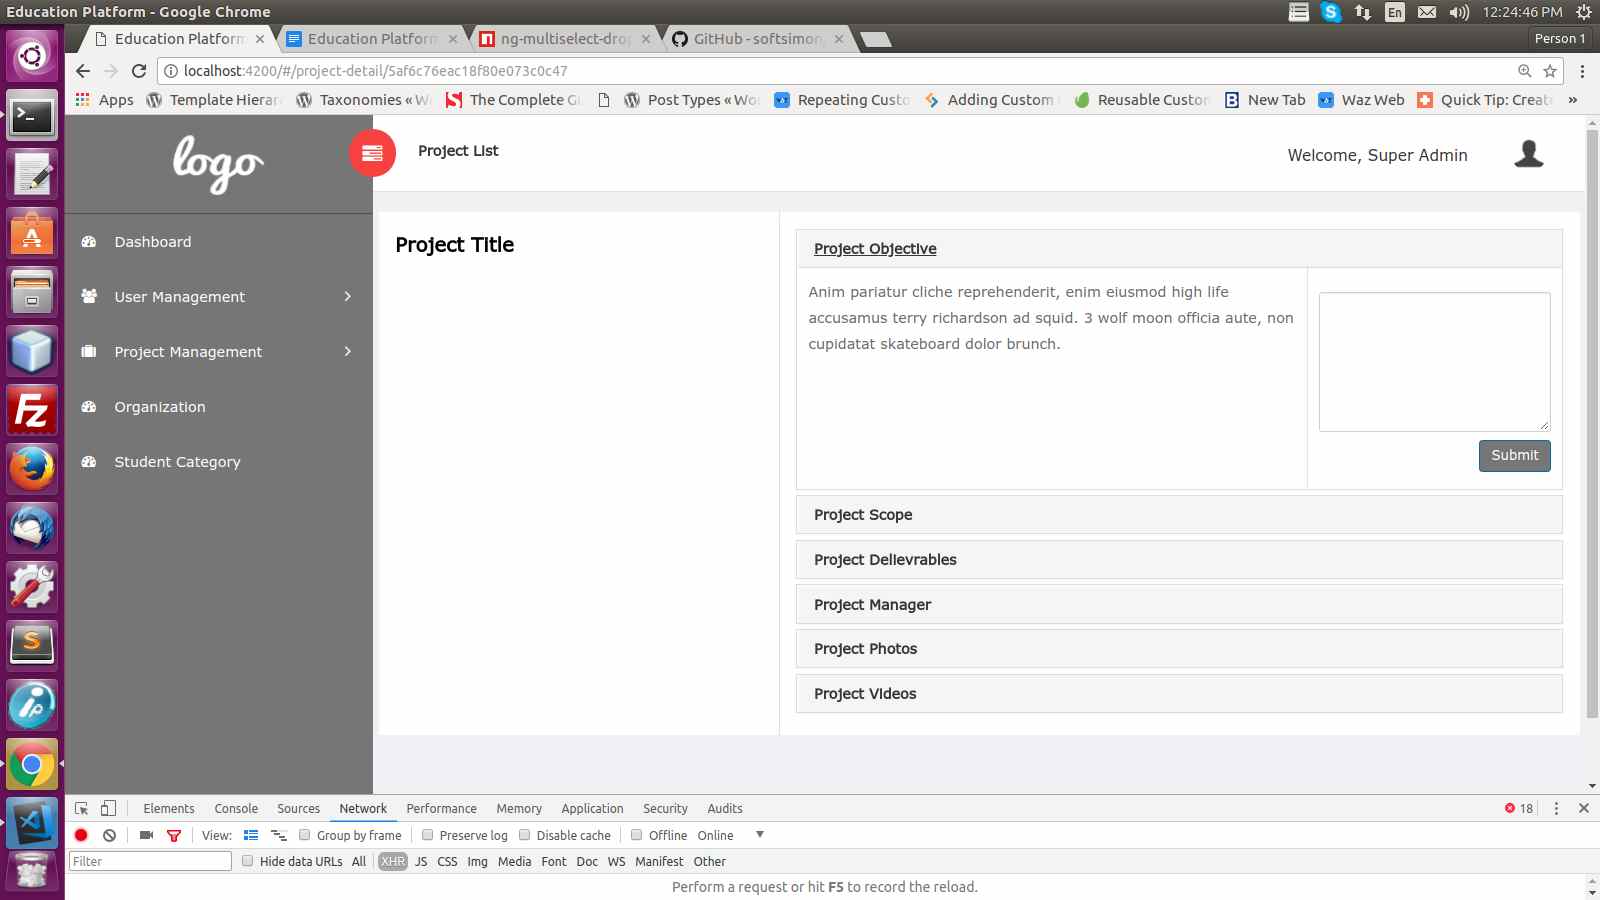 Education Platform - Google Chrome
En
12:24:46 PM
Education Platform
Education Platform
ng-multiselect-drop
GitHub - softsimon
Person 1
localhost:4200/#/project-detail/5af6c76eac18f80e073c0c47
Apps
Template Hierar
Taxonomies « W
The Complete G
Post Types « Wo
Repeating Custo
Adding Custom
Reusable Custom
New Tab
Waz Web
Quick Tip: Create
»
logo
Project List
Welcome, Super Admin
Dashboard
User Management
Project Management
Organization
Student Category
Project Title
Project Objective
Anim pariatur cliche reprehenderit, enim eiusmod high life
accusamus terry richardson ad squid. 3 wolf moon officia aute, non
cupidatat skateboard dolor brunch.
Submit
Project Scope
Project Delievrables
Project Manager
Project Photos
Project Videos
Elements Console Sources Network Performance Memory Application Security Audits
18
View: Group by frame Preserve log Disable cache Offline Online
Filter Hide data URLs All XHR JS CSS Img Media Font Doc WS Manifest Other
Perform a request or hit F5 to record the reload.